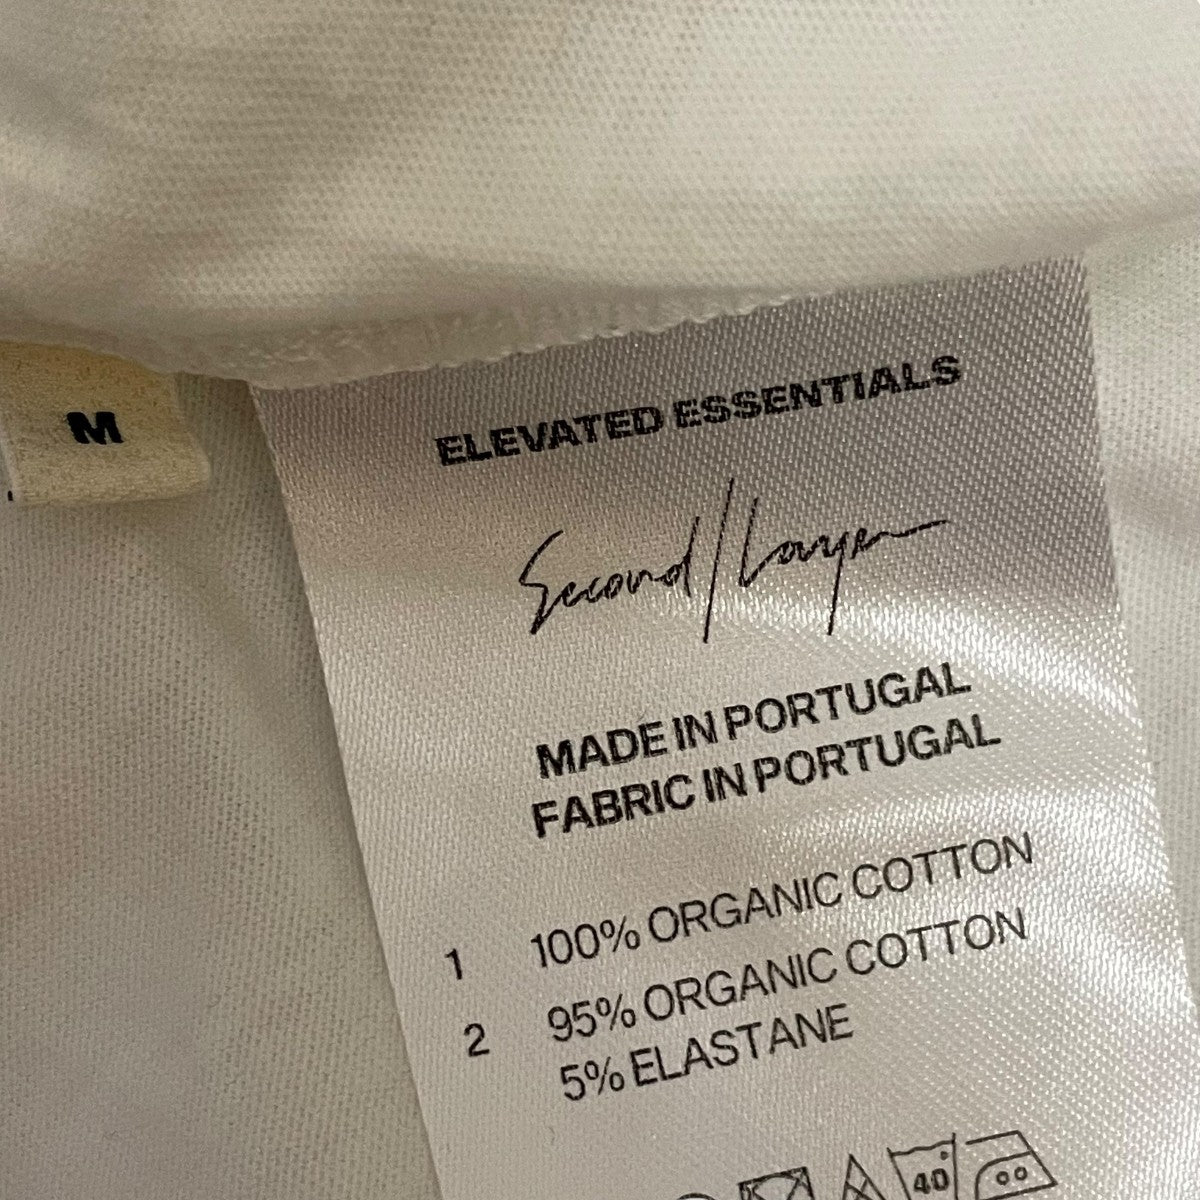 M
ELEVATED ESSENTIALS
Second/Layer
MADE IN PORTUGAL
FABRIC IN PORTUGAL
1 100% ORGANIC COTTON
2 95% ORGANIC COTTON
5% ELASTANE
40